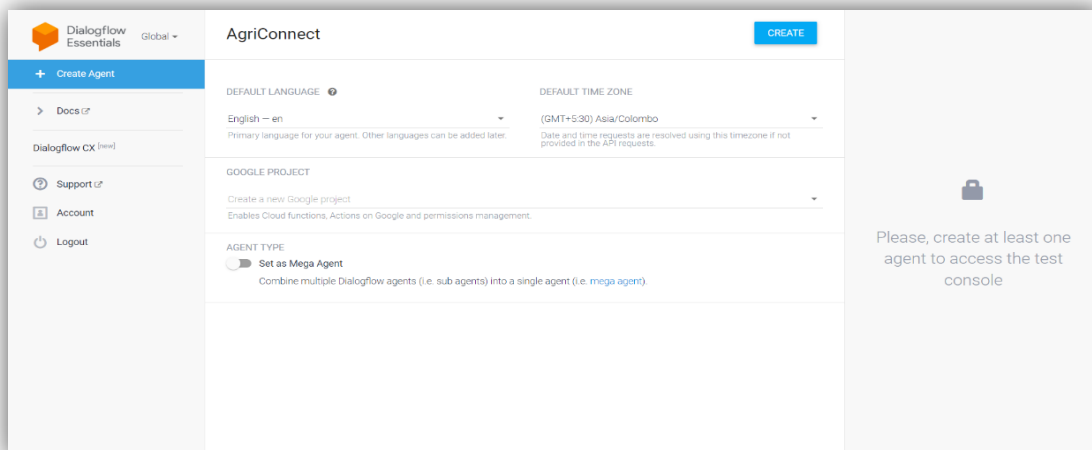 Dialogflow
Essentials
Global
Create Agent
Docs
Dialogflow CX [new]
Support
Account
Logout
AgriConnect
CREATE
DEFAULT LANGUAGE
DEFAULT TIME ZONE
English — en
(GMT+5:30) Asia/Colombo
Primary language for your agent. Other languages can be added later.
Date and time requests are resolved using this timezone if not
provided in the API requests.
GOOGLE PROJECT
Create a new Google project
Enables Cloud functions, Actions on Google and permissions management.
AGENT TYPE
Set as Mega Agent
Combine multiple Dialogflow agents (i.e. sub agents) into a single agent (i.e. mega agent).
Please, create at least one
agent to access the test
console